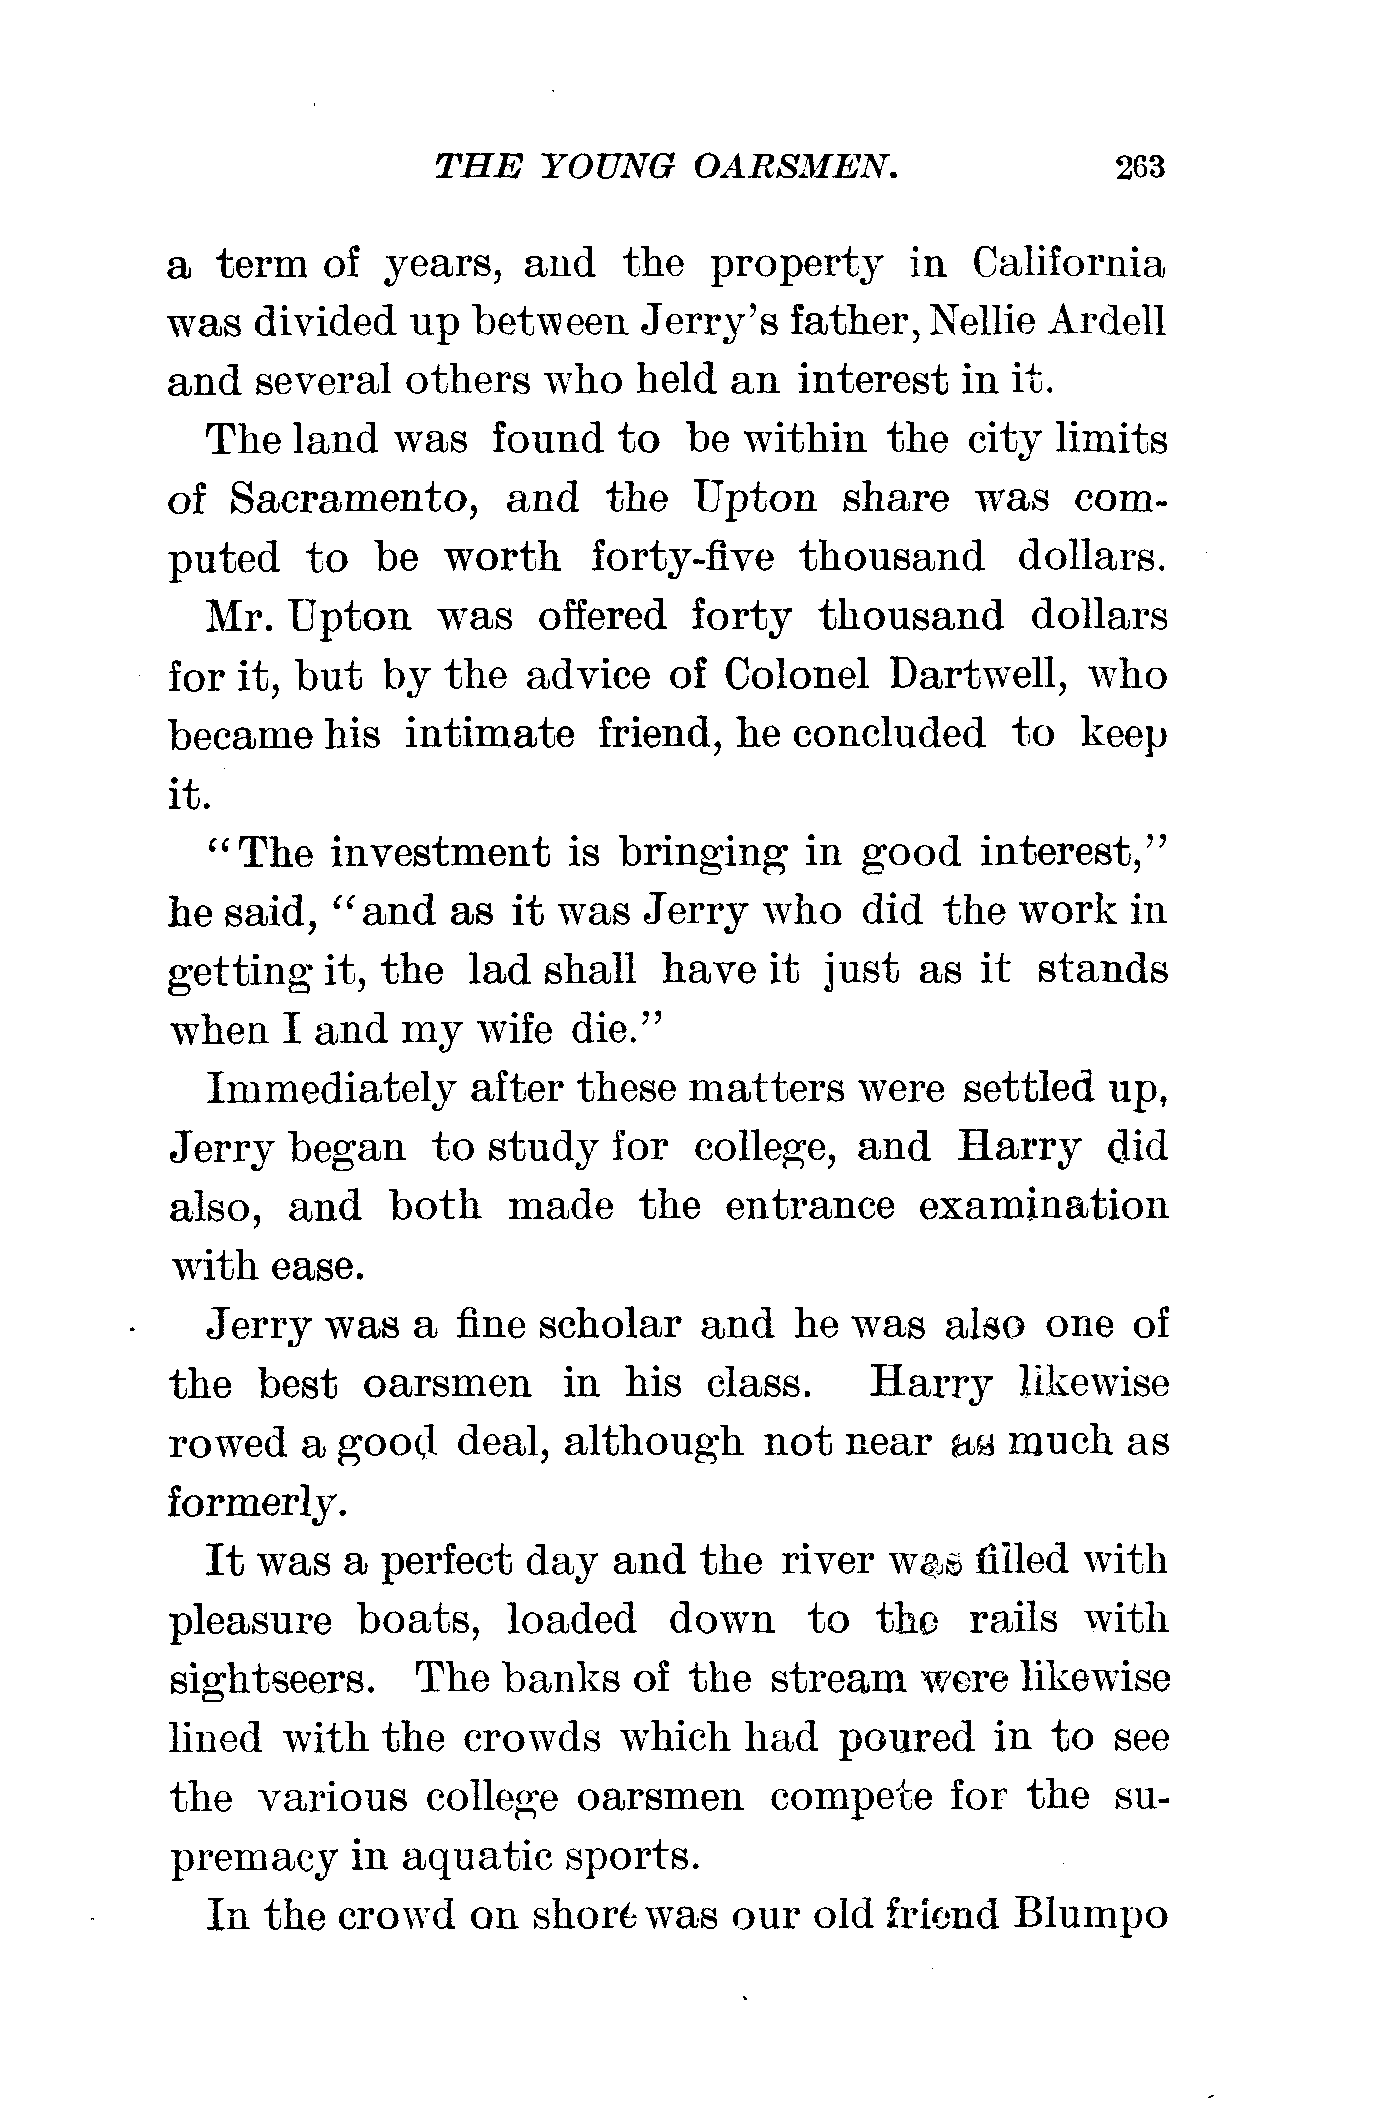 THE YOUNG OARSMEN. 263
a term of years, and the property in California
was divided up between Jerry's father, Nellie Ardell
and several others who held an interest in it.
The land was found to be within the city limits
of Sacramento, and the Upton share was com-
puted to be worth forty-five thousand dollars.
Mr. Upton was offered forty thousand dollars
for it, but by the advice of Colonel Dartwell, who
became his intimate friend, he concluded to keep
it.
"The investment is bringing in good interest,"
he said, "and as it was Jerry who did the work in
getting it, the lad shall have it just as it stands
when I and my wife die."
Immediately after these matters were settled up,
Jerry began to study for college, and Harry did
also, and both made the entrance examination
with ease.
Jerry was a fine scholar and he was also one of
the best oarsmen in his class. Harry likewise
rowed a good deal, although not near as much as
formerly.
It was a perfect day and the river was filled with
pleasure boats, loaded down to the rails with
sightseers. The banks of the stream were likewise
lined with the crowds which had poured in to see
the various college oarsmen compete for the su-
premacy in aquatic sports.
In the crowd on shore was our old friend Blumpo